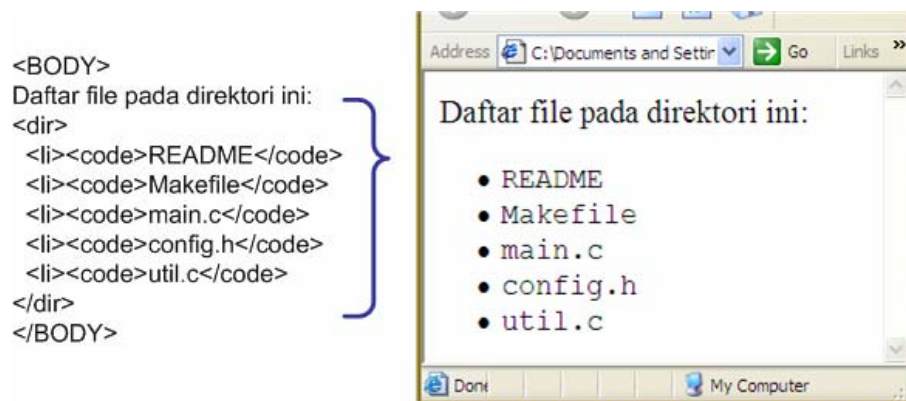 <BODY>
Daftar file pada direktori ini:
<dir>
<li><code>README</code>
<li><code>Makefile</code>
<li><code>main.c</code>
<li><code>config.h</code>
<li><code>util.c</code>
</dir>
</BODY>
Address C:\Documents and Settir Go Links »
Daftar file pada direktori ini:
• README
• Makefile
• main.c
• config.h
• util.c
Done My Computer